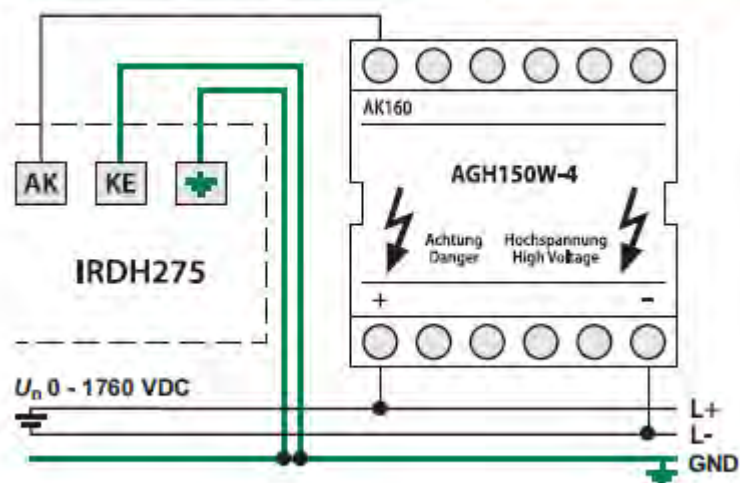 AK160
AGH150W-4
AK KE
Achtung Hochspannung
Danger High Voltage
IRDH275
+ -
Un 0 - 1760 VDC
L+
L-
GND